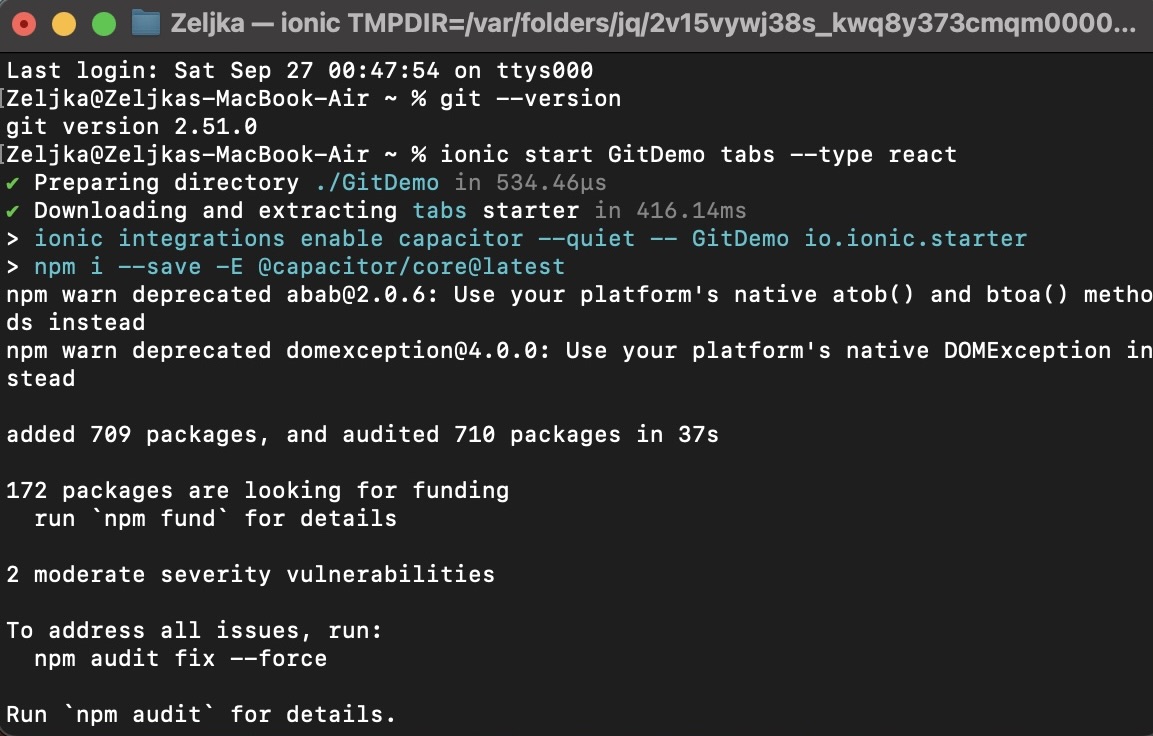 Zeljka — ionic TMPDIR=/var/folders/jq/2v15vywj38s_kwq8y373cmqm0000...
Last login: Sat Sep 27 00:47:54 on ttys000
[Zeljka@Zeljkas-MacBook-Air ~ % git --version
git version 2.51.0
[Zeljka@Zeljkas-MacBook-Air ~ % ionic start GitDemo tabs --type react
✔ Preparing directory ./GitDemo in 534.46μs
✔ Downloading and extracting tabs starter in 416.14ms
> ionic integrations enable capacitor --quiet -- GitDemo io.ionic.starter
> npm i --save -E @capacitor/core@latest
npm warn deprecated abab@2.0.6: Use your platform's native atob() and btoa() metho
ds instead
npm warn deprecated domexception@4.0.0: Use your platform's native DOMException in
stead
added 709 packages, and audited 710 packages in 37s
172 packages are looking for funding
  run `npm fund` for details
2 moderate severity vulnerabilities
To address all issues, run:
  npm audit fix --force
Run `npm audit` for details.